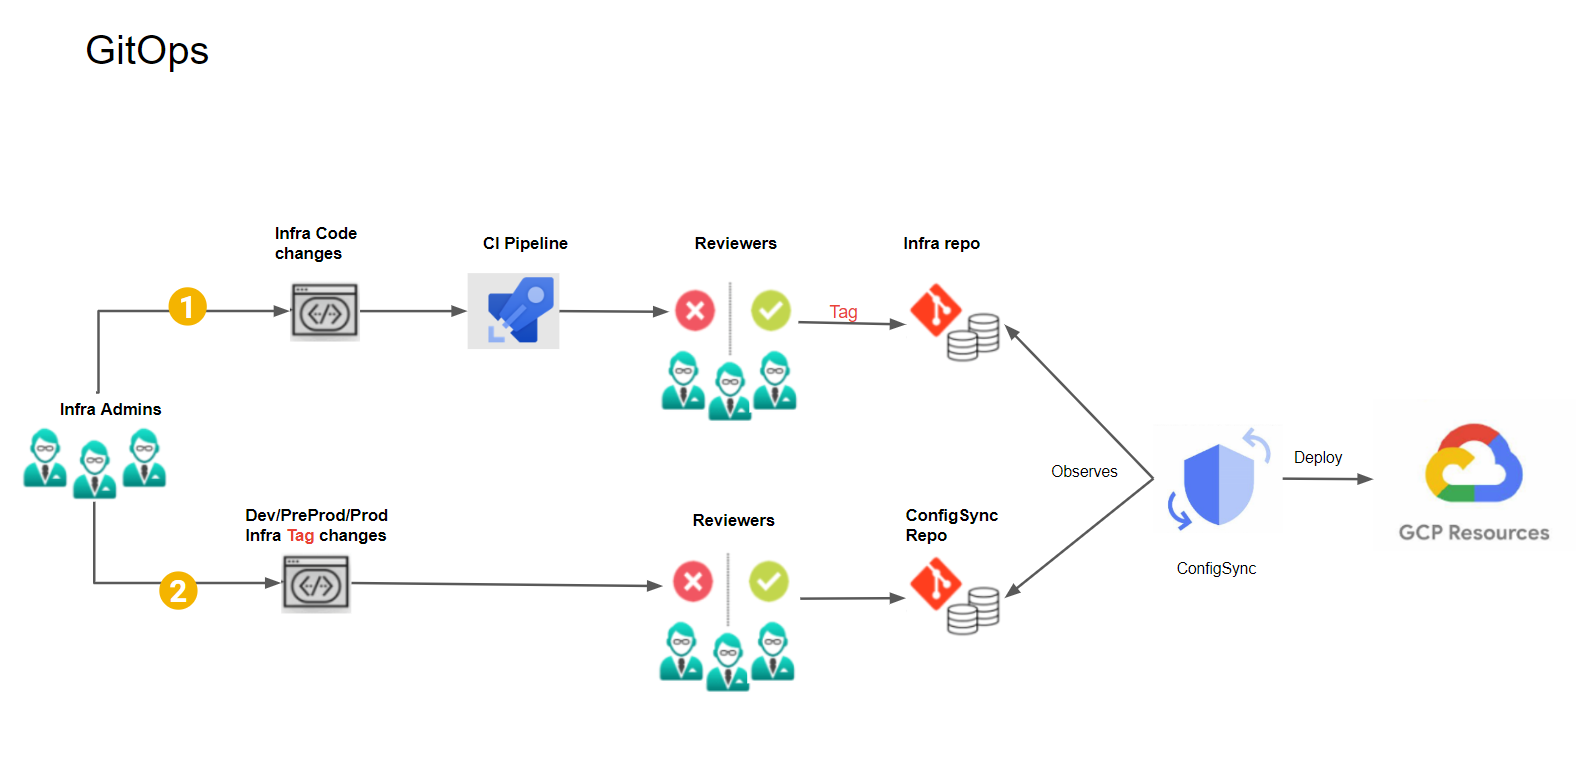 GitOps
Infra Code
changes
CI Pipeline
Reviewers
Infra repo
1
Tag
Infra Admins
Observes
Deploy
GCP Resources
ConfigSync
Dev/PreProd/Prod
Infra Tag changes
Reviewers
ConfigSync
Repo
2